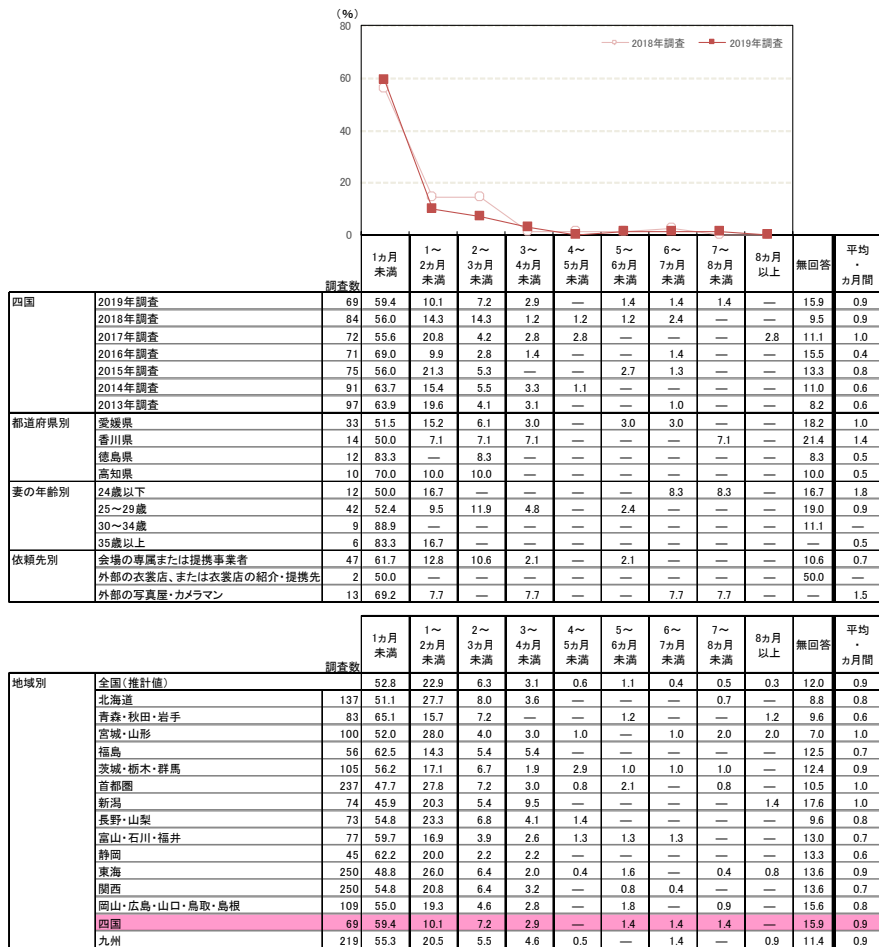 (%)
80
60
40
20
0
2018年調査 2019年調査
調査数 1ヵ月未満 1～2ヵ月未満 2～3ヵ月未満 3～4ヵ月未満 4～5ヵ月未満 5～6ヵ月未満 6～7ヵ月未満 7～8ヵ月未満 8ヵ月以上 無回答 平均・ヵ月間
四国 2019年調査 69 59.4 10.1 7.2 2.9 — 1.4 1.4 1.4 — 15.9 0.9
2018年調査 84 56.0 14.3 14.3 1.2 1.2 1.2 2.4 — — 9.5 0.9
2017年調査 72 55.6 20.8 4.2 2.8 2.8 — — — 2.8 11.1 1.0
2016年調査 71 69.0 9.9 2.8 1.4 — — 1.4 — — 15.5 0.4
2015年調査 75 56.0 21.3 5.3 — — 2.7 1.3 — — 13.3 0.8
2014年調査 91 63.7 15.4 5.5 3.3 1.1 — — — — 11.0 0.6
2013年調査 97 63.9 19.6 4.1 3.1 — — 1.0 — — 8.2 0.6
都道府県別 愛媛県 33 51.5 15.2 6.1 3.0 — 3.0 3.0 — — 18.2 1.0
香川県 14 50.0 7.1 7.1 7.1 — — — 7.1 — 21.4 1.4
徳島県 12 83.3 — 8.3 — — — — — — 8.3 0.5
高知県 10 70.0 10.0 10.0 — — — — — — 10.0 0.5
妻の年齢別 24歳以下 12 50.0 16.7 — — — — 8.3 8.3 — 16.7 1.8
25～29歳 42 52.4 9.5 11.9 4.8 — 2.4 — — — 19.0 0.9
30～34歳 9 88.9 — — — — — — — — 11.1 —
35歳以上 6 83.3 16.7 — — — — — — — — 0.5
依頼先別 会場の専属または提携事業者 47 61.7 12.8 10.6 2.1 — 2.1 — — — 10.6 0.7
外部の衣裳店、または衣裳店の紹介・提携先 2 50.0 — — — — — — — — 50.0 —
外部の写真屋・カメラマン 13 69.2 7.7 — 7.7 — — 7.7 7.7 — — 1.5
調査数 1ヵ月未満 1～2ヵ月未満 2～3ヵ月未満 3～4ヵ月未満 4～5ヵ月未満 5～6ヵ月未満 6～7ヵ月未満 7～8ヵ月未満 8ヵ月以上 無回答 平均・ヵ月間
地域別 全国(推計値) 52.8 22.9 6.3 3.1 0.6 1.1 0.4 0.5 0.3 12.0 0.9
北海道 137 51.1 27.7 8.0 3.6 — — — 0.7 — 8.8 0.8
青森・秋田・岩手 83 65.1 15.7 7.2 — — 1.2 — — 1.2 9.6 0.6
宮城・山形 100 52.0 28.0 4.0 3.0 1.0 — 1.0 2.0 2.0 7.0 1.0
福島 56 62.5 14.3 5.4 5.4 — — — — — 12.5 0.7
茨城・栃木・群馬 105 56.2 17.1 6.7 1.9 2.9 1.0 1.0 1.0 — 12.4 0.9
首都圏 237 47.7 27.8 7.2 3.0 0.8 2.1 — 0.8 — 10.5 1.0
新潟 74 45.9 20.3 5.4 9.5 — — — — 1.4 17.6 1.0
長野・山梨 73 54.8 23.3 6.8 4.1 1.4 — — — — 9.6 0.8
富山・石川・福井 77 59.7 16.9 3.9 2.6 1.3 1.3 1.3 — — 13.0 0.7
静岡 45 62.2 20.0 2.2 2.2 — — — — — 13.3 0.6
東海 250 48.8 26.0 6.4 2.0 0.4 1.6 — 0.4 0.8 13.6 0.9
関西 250 54.8 20.8 6.4 3.2 — 0.8 0.4 — — 13.6 0.7
岡山・広島・山口・鳥取・島根 109 55.0 19.3 4.6 2.8 — 1.8 — 0.9 — 15.6 0.8
四国 69 59.4 10.1 7.2 2.9 — 1.4 1.4 1.4 — 15.9 0.9
九州 219 55.3 20.5 5.5 4.6 0.5 — 1.4 — 0.9 11.4 0.9